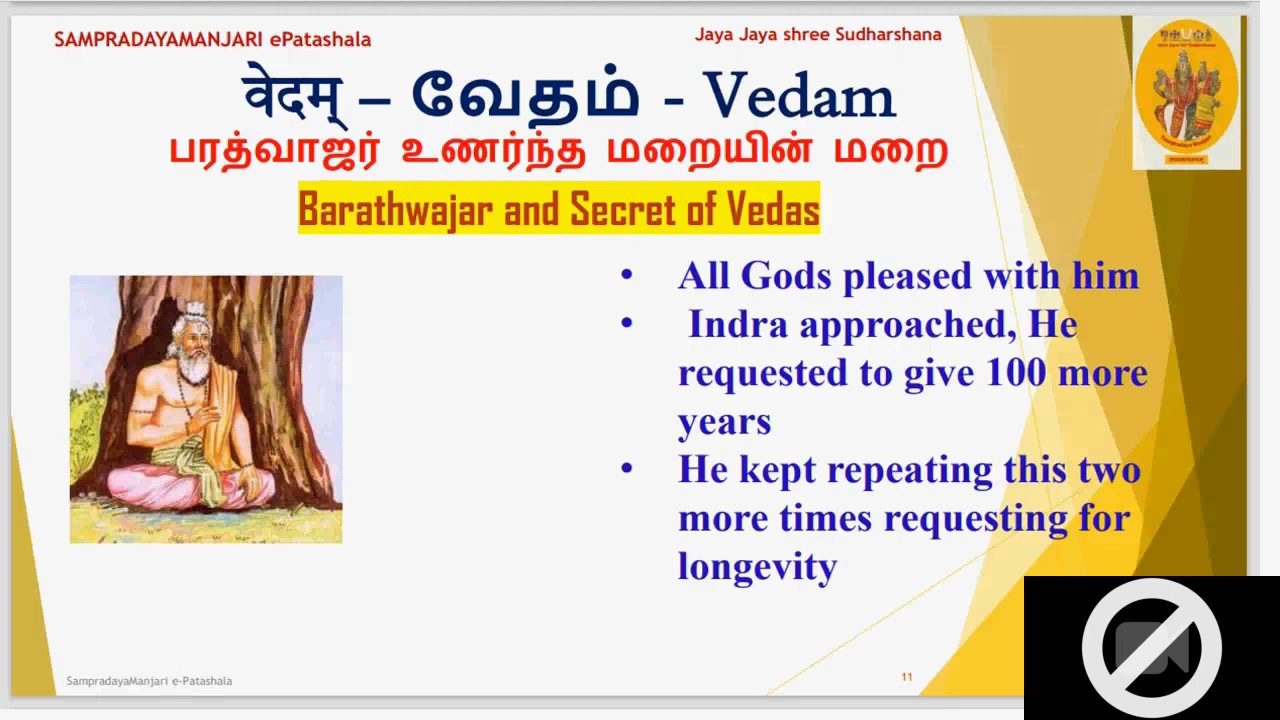 SAMPRADAYAMANJARI ePatashala
Jaya Jaya shree Sudharshana
वेदम् – வேதம் - Vedam
பரத்வாஜர் உணர்ந்த மறையின் மறை
Barathwajar and Secret of Vedas
• All Gods pleased with him
• Indra approached, He
requested to give 100 more
years
• He kept repeating this two
more times requesting for
longevity
SampradayaManjari e-Patashala
11